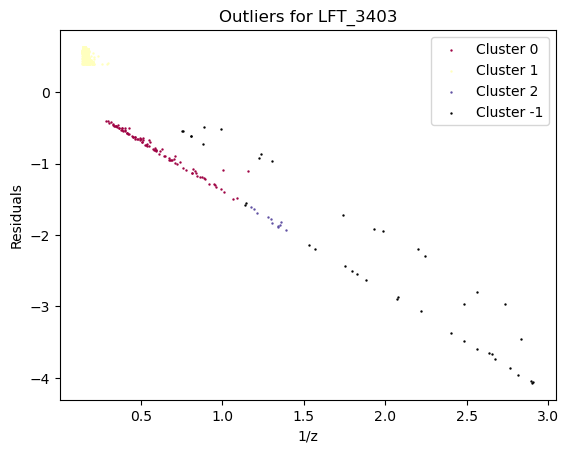 Outliers for LFT_3403
Cluster 0
Cluster 1
Cluster 2
Cluster -1
Residuals
0
−1
−2
−3
−4
0.5 1.0 1.5 2.0 2.5 3.0
1/z